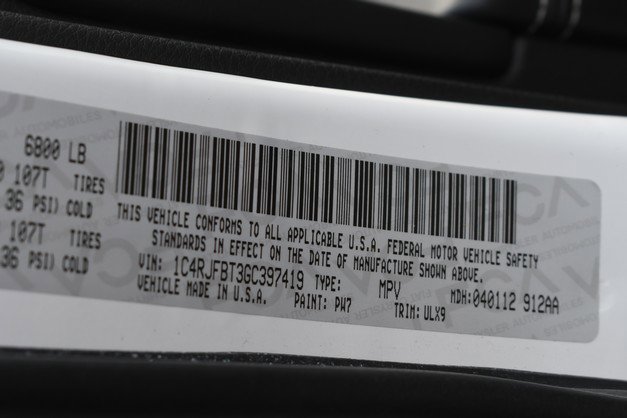 6800 LB
107T TIRES
36 PSI) COLD
107T TIRES
36 PSI) COLD
THIS VEHICLE CONFORMS TO ALL APPLICABLE U.S.A. FEDERAL MOTOR VEHICLE SAFETY
STANDARDS IN EFFECT ON THE DATE OF MANUFACTURE SHOWN ABOVE.
VIN: 1C4RJFBT3GC397419 TYPE: MPV MDH:040112 912AA
VEHICLE MADE IN U.S.A. PAINT: PW7 TRIM: ULX9